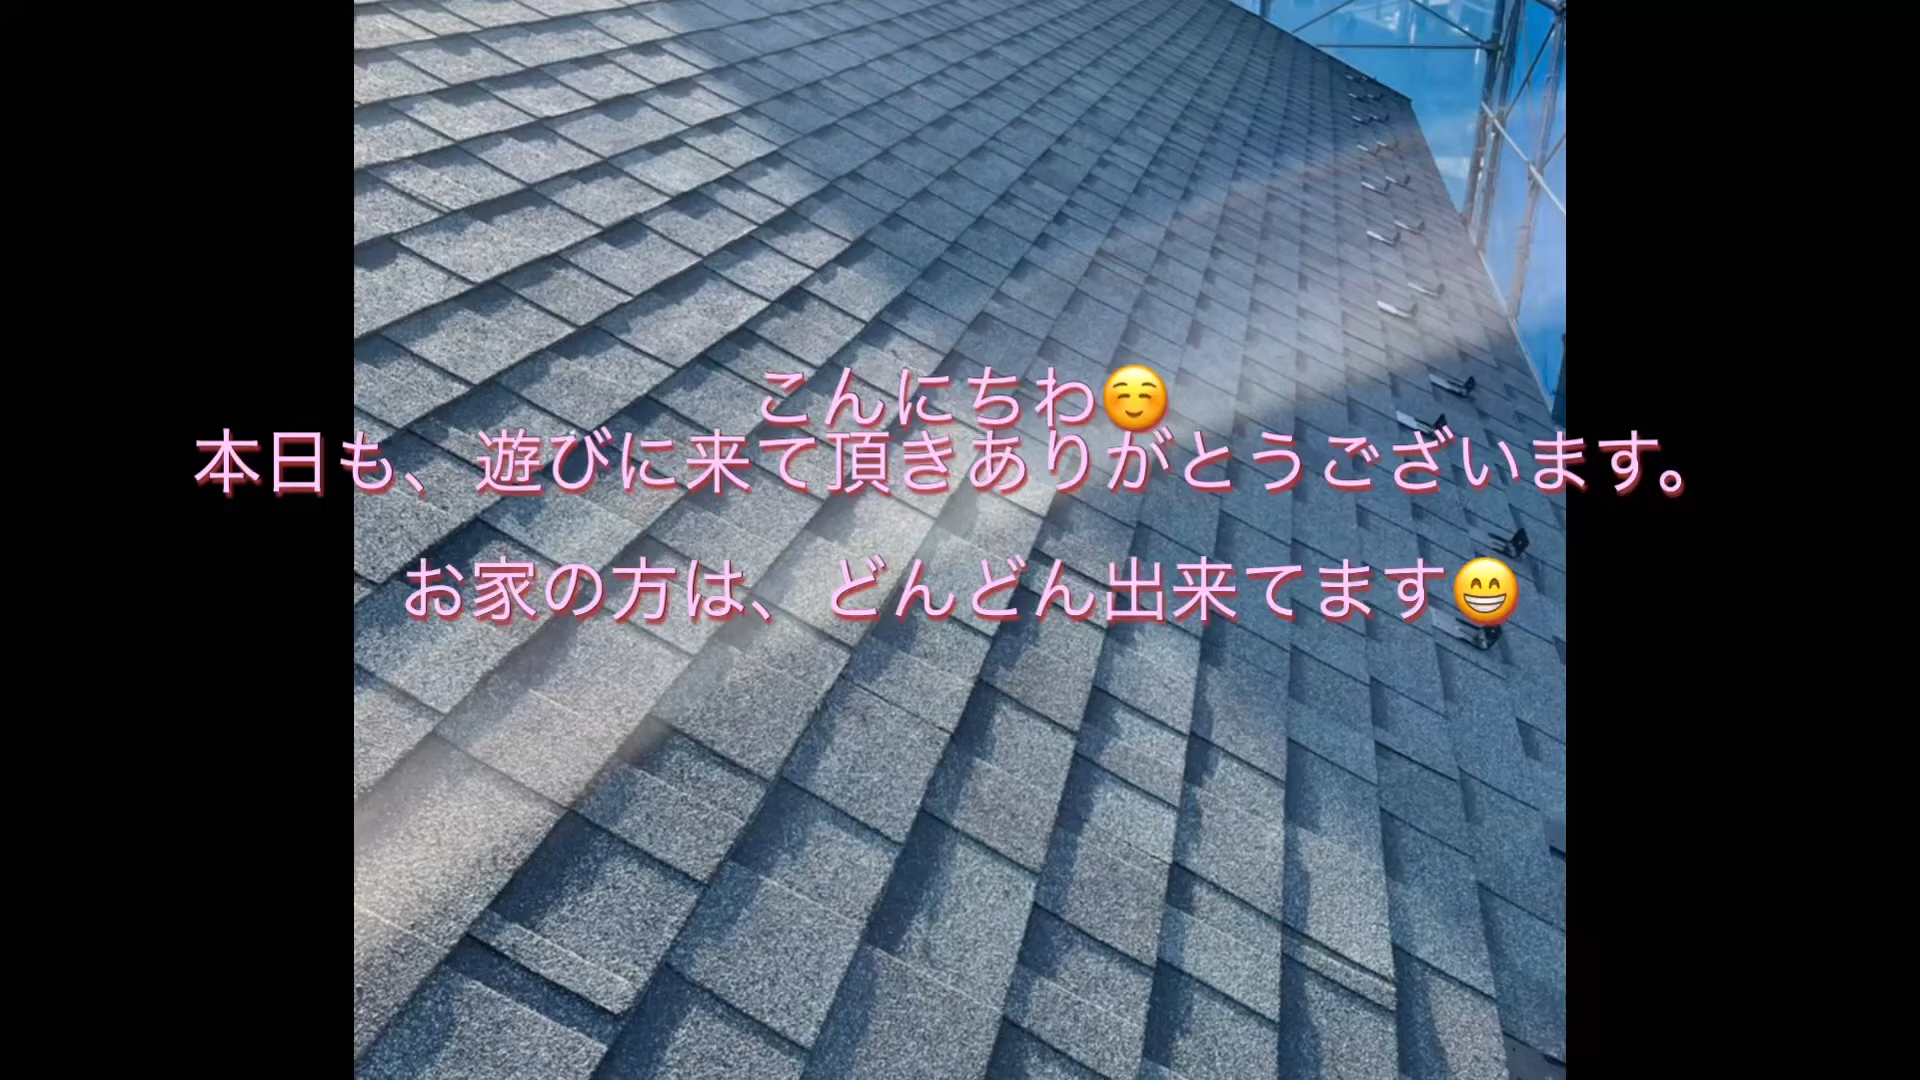 こんにちわ☺️
本日も、遊びに来て頂きありがとうございます。
お家の方は、どんどん出来てます😁